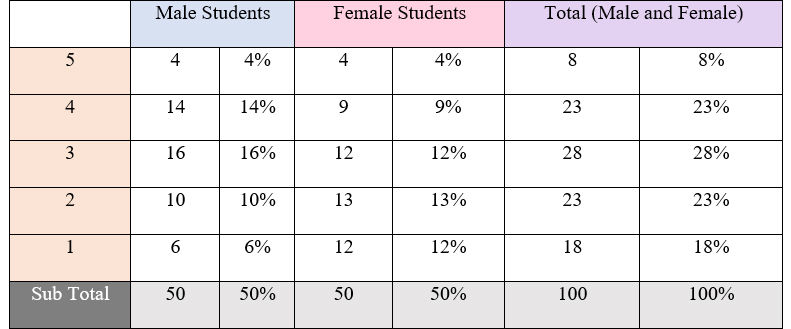 Male Students Female Students Total (Male and Female)
5 4 4% 4 4% 8 8%
4 14 14% 9 9% 23 23%
3 16 16% 12 12% 28 28%
2 10 10% 13 13% 23 23%
1 6 6% 12 12% 18 18%
Sub Total 50 50% 50 50% 100 100%